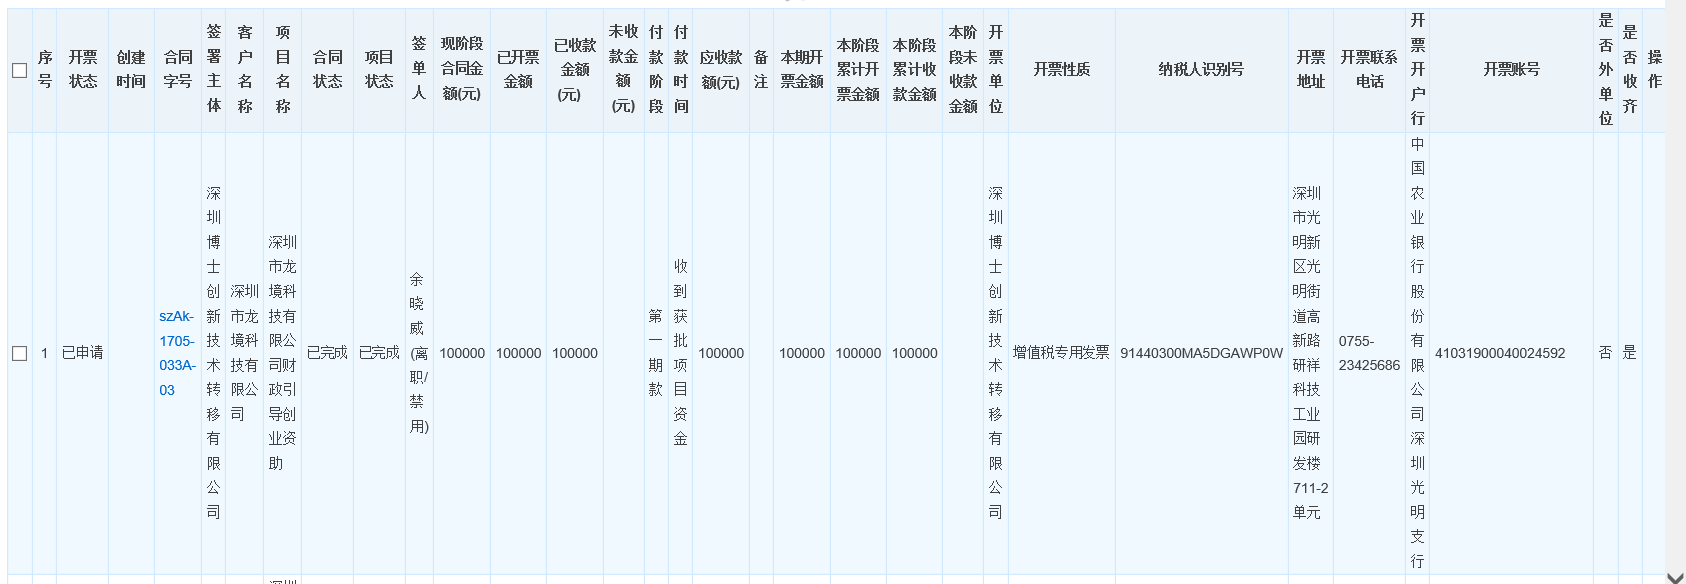 序号
开票状态
创建时间
合同字号
签署主体
客户名称
项目名称
合同状态
项目状态
签单人
现阶段合同金额(元)
已开票金额
已收款金额(元)
未收款金额(元)
付款阶段
付款时间
应收款额(元)
备注
本期开票金额
本阶段累计开票金额
本阶段累计收款金额
本阶段未收款金额
开票单位
开票性质
纳税人识别号
开票地址
开票联系电话
开票开户行
开票账号
是否外单位
是否收齐
操作
1
已申请
szAk-1705-033A-03
深圳博士创新技术转移有限公司
深圳市龙境科技有限公司
深圳市龙境科技有限公司财政引导创业资助
已完成
已完成
余晓威(离职/禁用)
100000
100000
100000
第一期款
收到获批项目资金
100000
100000
100000
100000
深圳博士创新技术转移有限公司
增值税专用发票
91440300MA5DGAWP0W
深圳市光明新区光明街道高新路研祥科技工业园研发楼711-2单元
0755-23425686
中国农业银行股份有限公司深圳光明支行
41031900040024592
否
是